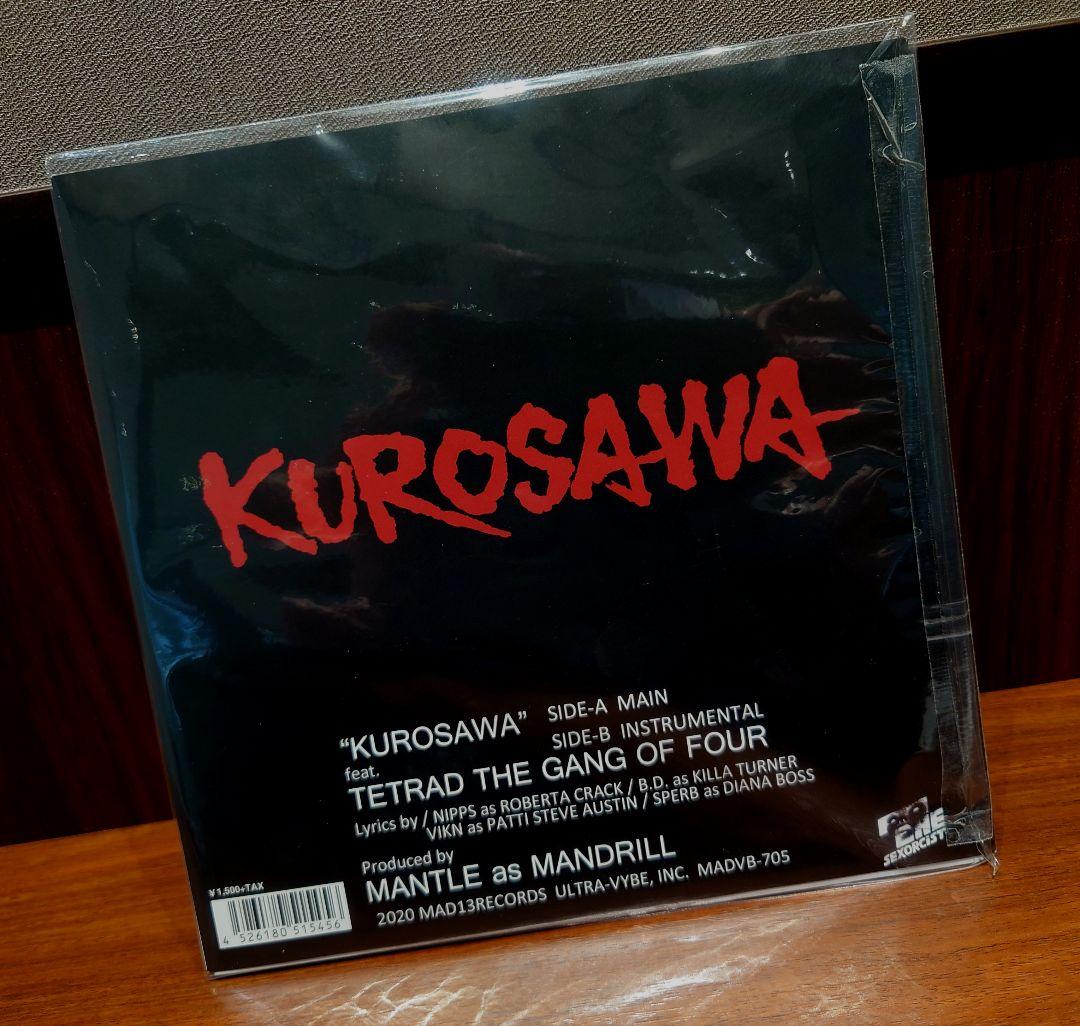 KUROSAWA
"KUROSAWA" SIDE-A MAIN
SIDE-B INSTRUMENTAL
feat.
TETRAD THE GANG OF FOUR
Lyrics by / NIPPS as ROBERTA CRACK / B.D. as KILLA TURNER
VIKN as PATTI STEVE AUSTIN / SPERB as DIANA BOSS
Produced by
MANTLE as MANDRILL
2020 MAD13RECORDS ULTRA-VYBE, INC. MADVB-705
¥1,500+TAX
4 526180 515456
SEXORCIST